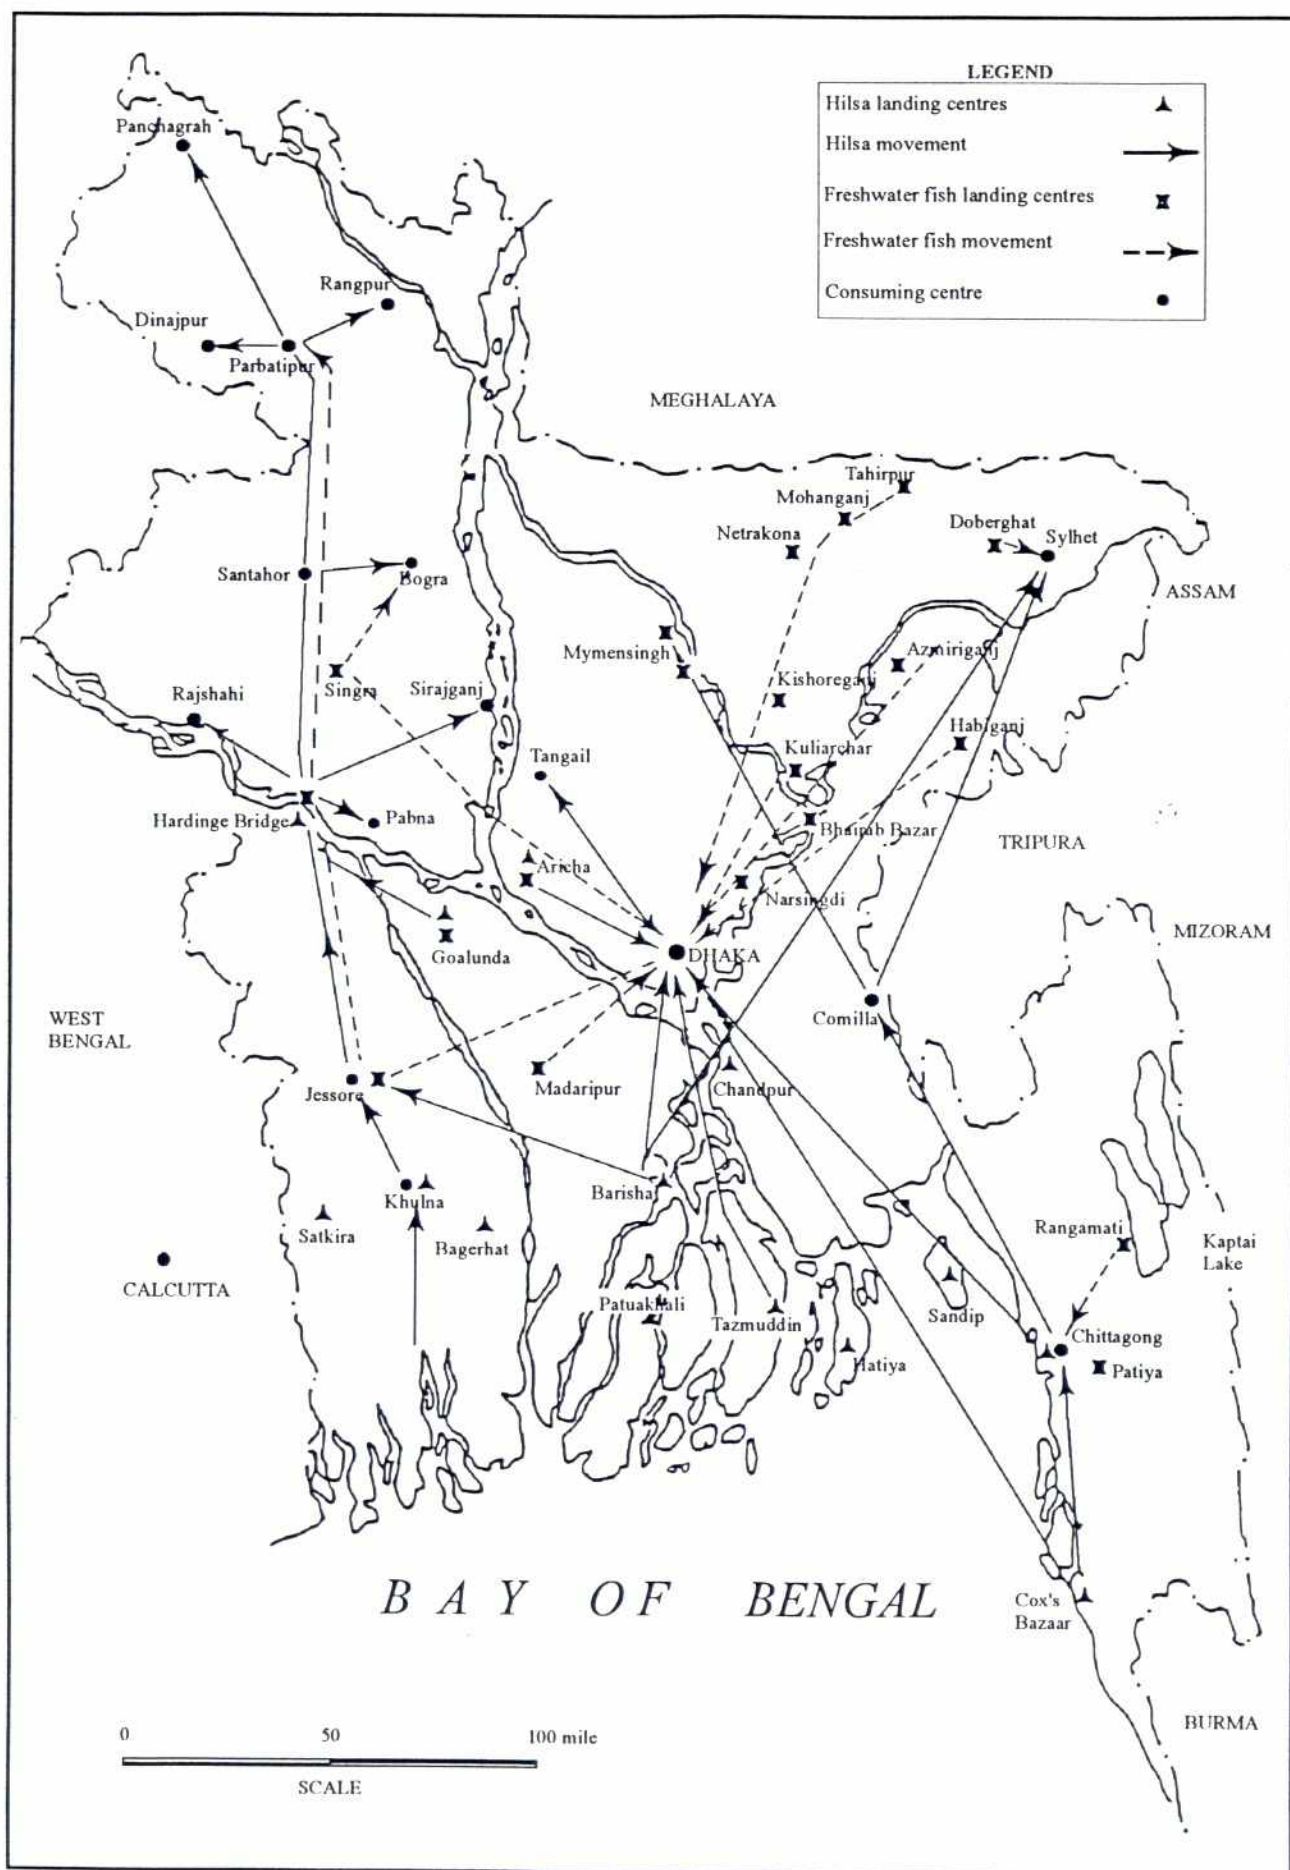 LEGEND
Hilsa landing centres
Hilsa movement
Freshwater fish landing centres
Freshwater fish movement
Consuming centre
Panchagrah
Rangpur
Dinajpur
Parbatipur
MEGHALAYA
Tahirpur
Mohanganj
Netrakona
Doberghat
Sylhet
Santahor
Bogra
ASSAM
Mymensingh
Azmiriganj
Rajshahi
Singra
Sirajganj
Kishoreganj
Habiganj
Tangail
Kuliarchar
Hardinge Bridge
Pabna
Bhairab Bazar
TRIPURA
Aricha
Narsingdi
MIZORAM
Goalunda
DHAKA
WEST
BENGAL
Comilla
Jessore
Madaripur
Chandpur
Khulna
Barisha
Satkira
Bagerhat
Rangamati
Kaptai
Lake
CALCUTTA
Patuakhali
Tazmuddin
Sandip
Hatiya
Chittagong
Patiya
BAY OF BENGAL
Cox's
Bazaar
BURMA
0 50 100 mile
SCALE